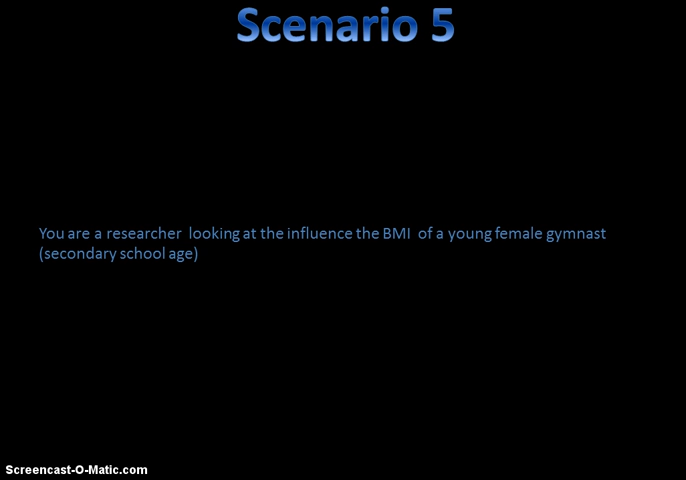 Scenario 5
You are a researcher looking at the influence the BMI of a young female gymnast
(secondary school age)
Screencast-O-Matic.com